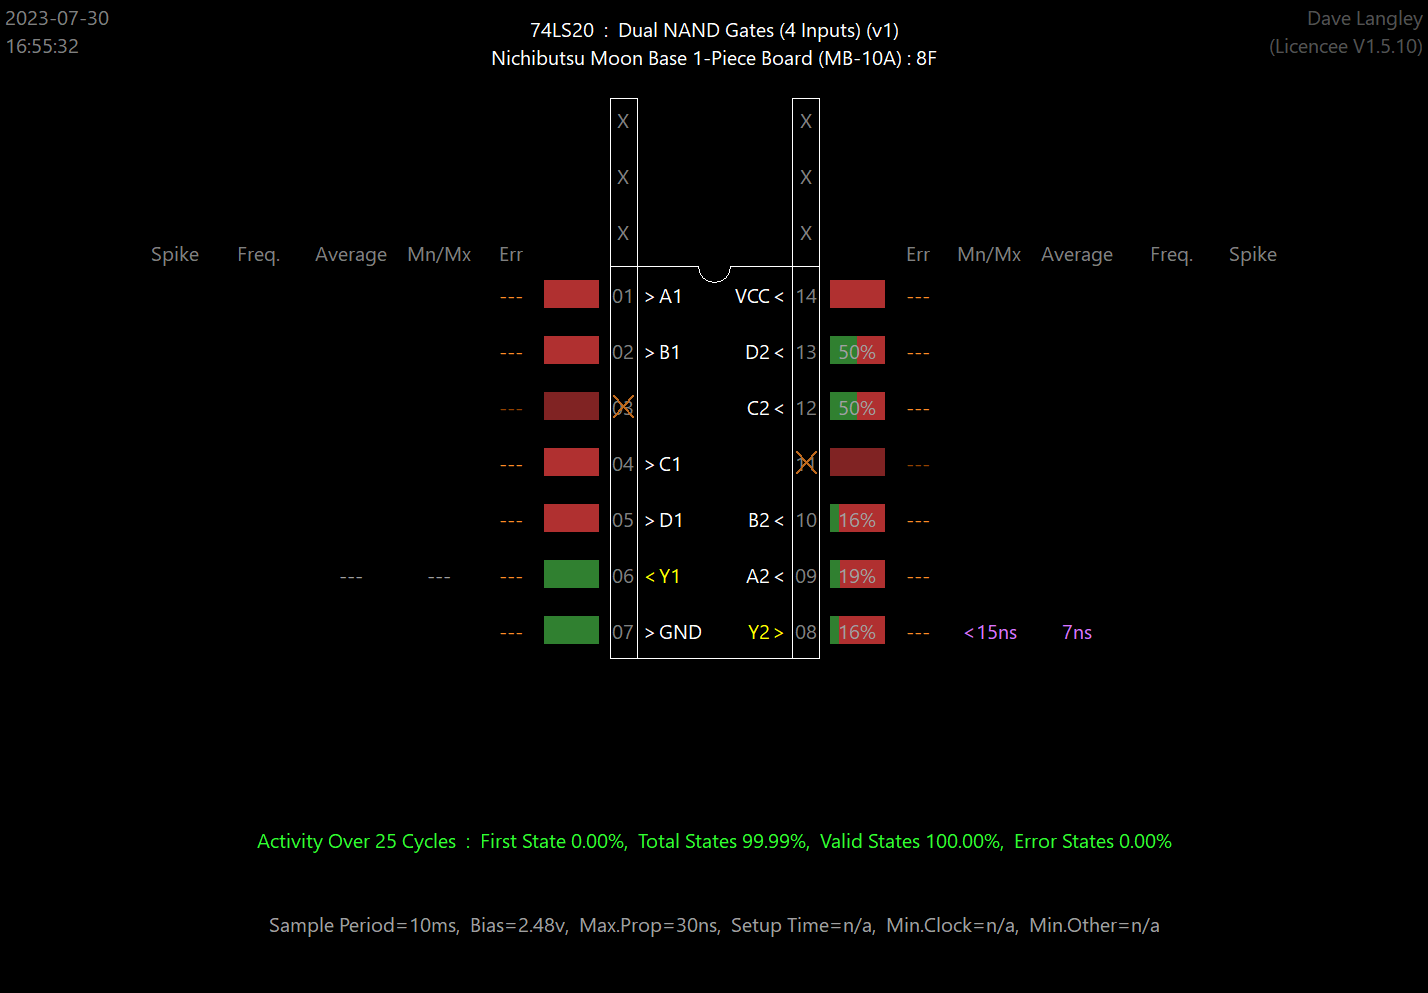 2023-07-30
16:55:32
74LS20 : Dual NAND Gates (4 Inputs) (v1)
Nichibutsu Moon Base 1-Piece Board (MB-10A) : 8F
Dave Langley
(Licencee V1.5.10)
X X
X X
X X
Spike Freq. Average Mn/Mx Err Err Mn/Mx Average Freq. Spike
--- 01 >A1 VCC< 14 ---
--- 02 >B1 D2< 13 50% ---
--- 03 C2< 12 50% ---
--- 04 >C1 11 ---
--- 05 >D1 B2< 10 16% ---
--- --- --- 06 <Y1 A2< 09 19% ---
--- 07 >GND Y2> 08 16% --- <15ns 7ns
Activity Over 25 Cycles : First State 0.00%, Total States 99.99%, Valid States 100.00%, Error States 0.00%
Sample Period=10ms, Bias=2.48v, Max.Prop=30ns, Setup Time=n/a, Min.Clock=n/a, Min.Other=n/a